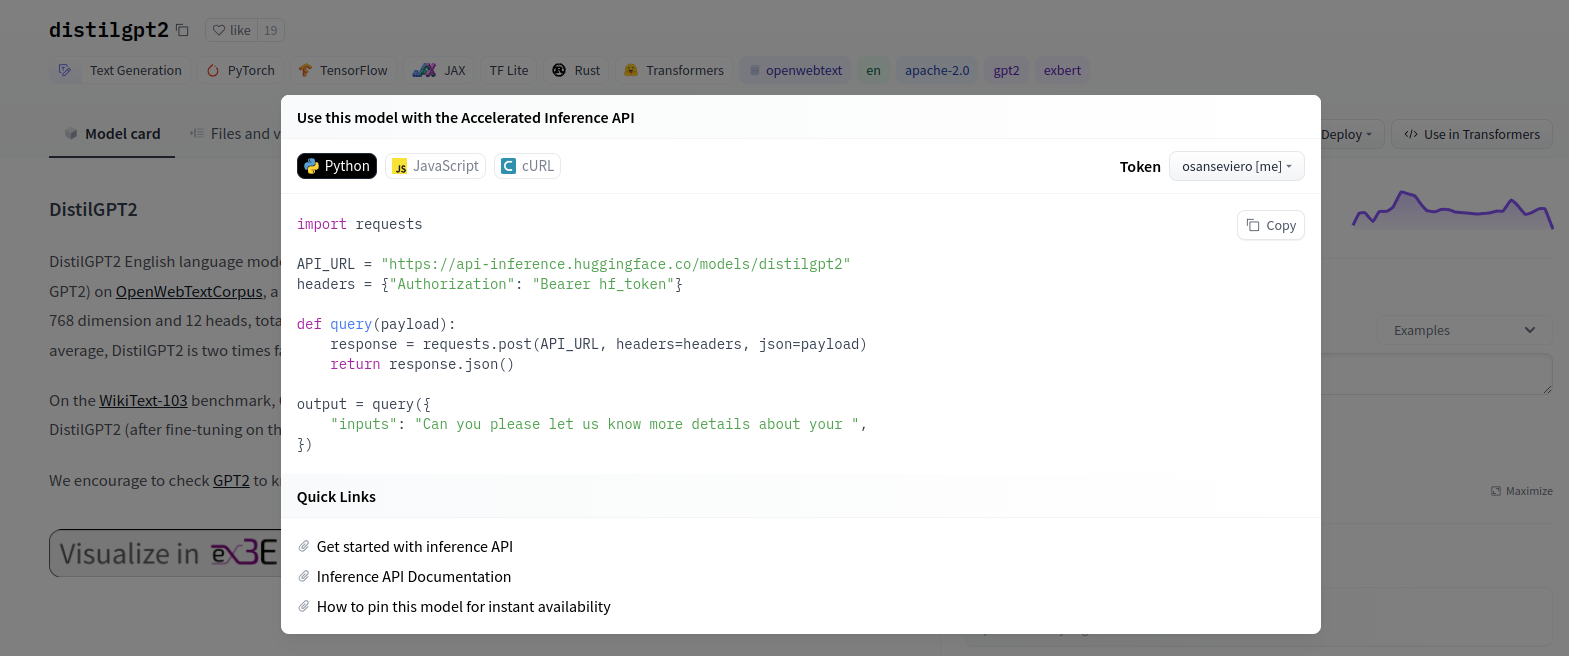 distilgpt2 like 19
Text Generation PyTorch TensorFlow JAX TF Lite Rust Transformers openwebtext en apache-2.0 gpt2 exbert
Model card Files and v
Deploy </> Use in Transformers
DistilGPT2
DistilGPT2 English language mod
GPT2) on OpenWebTextCorpus, a
768 dimension and 12 heads, tota
average, DistilGPT2 is two times fa
On the WikiText-103 benchmark,
DistilGPT2 (after fine-tuning on th
We encourage to check GPT2 to k
Visualize in ex3E
Use this model with the Accelerated Inference API
Python JS JavaScript C cURL
Token osanseviero [me]
Copy
import requests
API_URL = "https://api-inference.huggingface.co/models/distilgpt2"
headers = {"Authorization": "Bearer hf_token"}
def query(payload):
response = requests.post(API_URL, headers=headers, json=payload)
return response.json()
output = query({
"inputs": "Can you please let us know more details about your ",
})
Quick Links
Get started with inference API
Inference API Documentation
How to pin this model for instant availability
Examples
Maximize